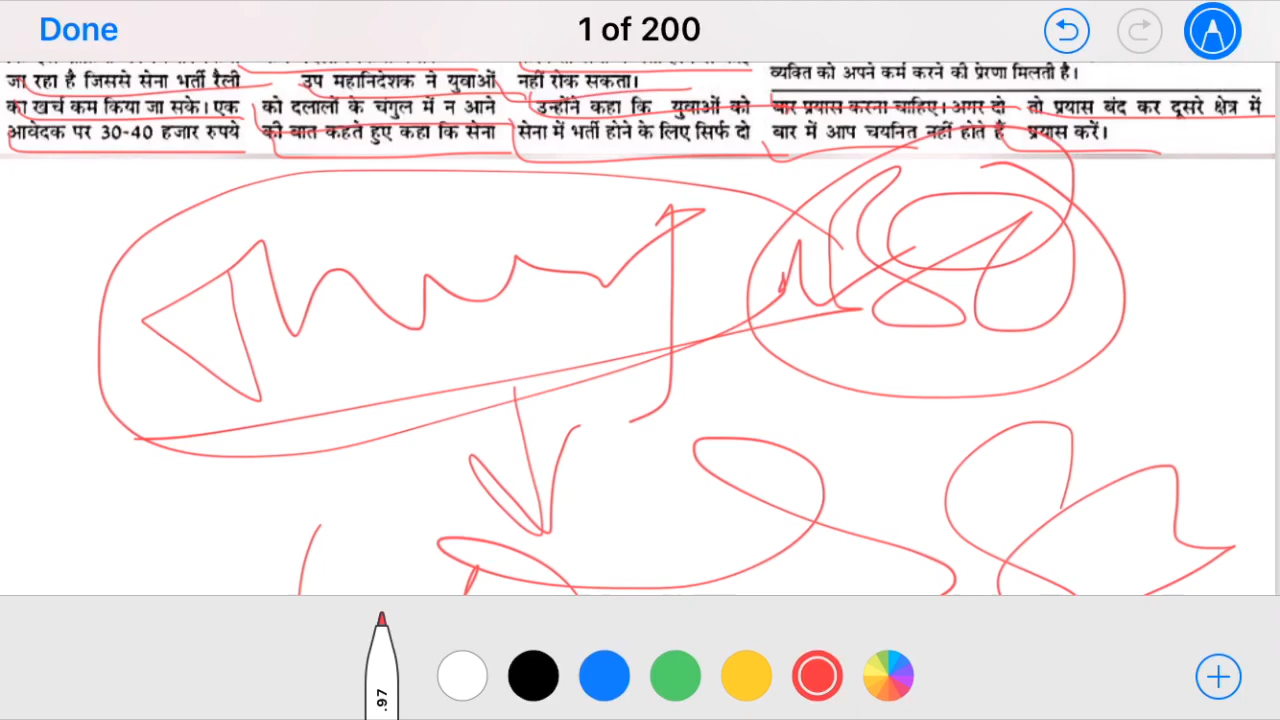 Done
1 of 200
जा रहा है जिससे सेना भर्ती रैली
का खर्च कम किया जा सके। एक
आवेदक पर 30-40 हजार रुपये
उप महानिदेशक ने युवाओं
को दलालों के चंगुल में न आने
की बात कहते हुए कहा कि सेना
नहीं रोक सकता।
उन्होंने कहा कि युवाओं को
सेना में भर्ती होने के लिए सिर्फ दो
व्यक्ति को अपने कर्म करने की प्रेरणा मिलती है।
बार प्रयास करना चाहिए। अगर दो
बार में आप चयनित नहीं होते हैं
तो प्रयास बंद कर दूसरे क्षेत्र में
प्रयास करें।
.97